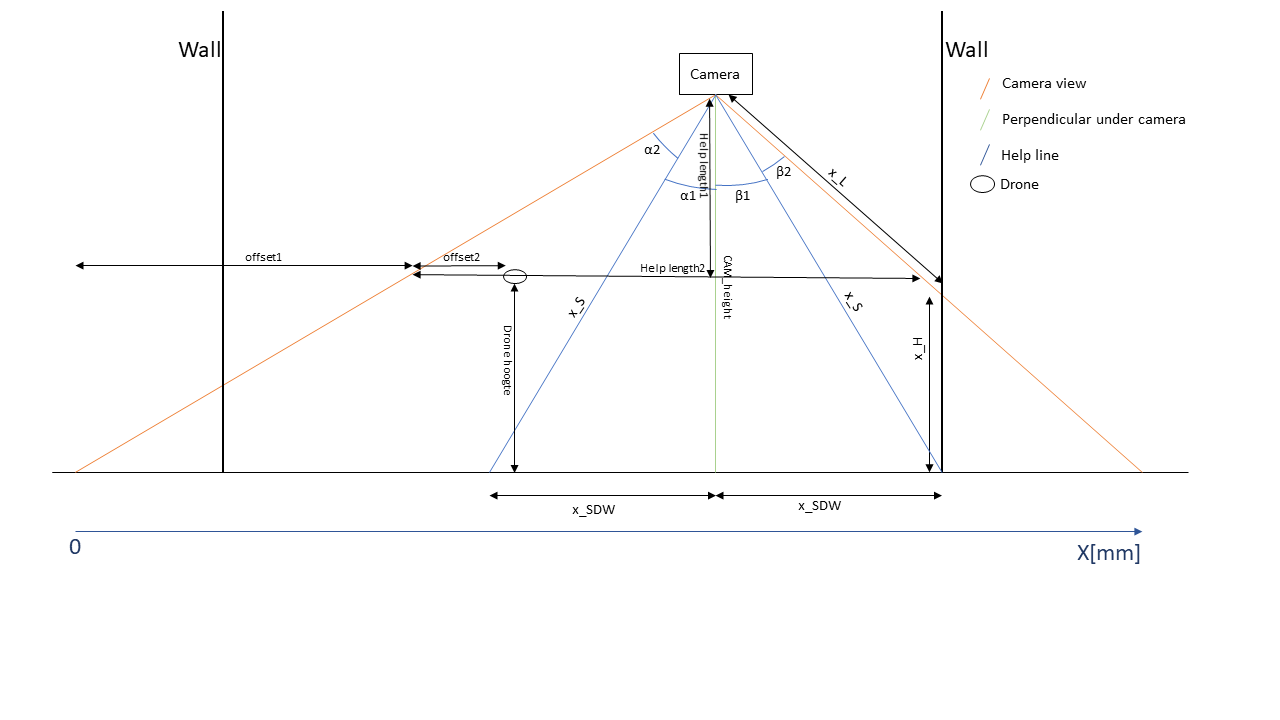 Wall
Wall
Camera
Camera view
Perpendicular under camera
Help line
Drone
α2
Help length1
β2
x_L
α1
β1
offset1
offset2
Help length2
CAM_height
x_S
x_S
Drone hoogte
H_x
x_SDW
x_SDW
0
X[mm]